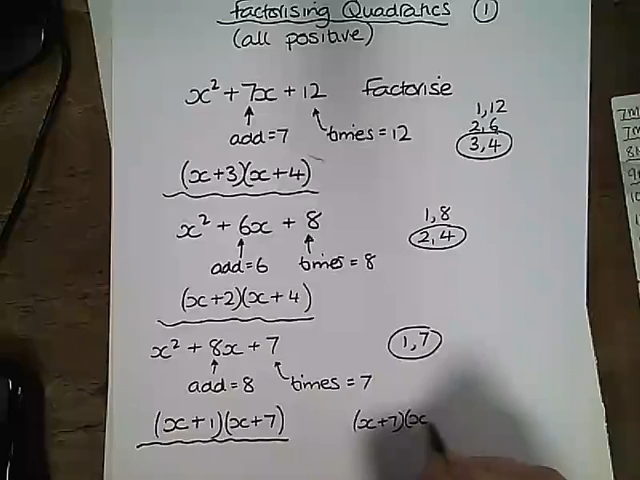 Factorising Quadratics ①
(all positive)
x² + 7x + 12 Factorise
1, 12
add = 7 times = 12
2, 6
3, 4
(x+3)(x+4)
x² + 6x + 8
1, 8
2, 4
add = 6 times = 8
(x+2)(x+4)
x² + 8x + 7
1, 7
add = 8 times = 7
(x+1)(x+7) (x+7)(x
7M
7M